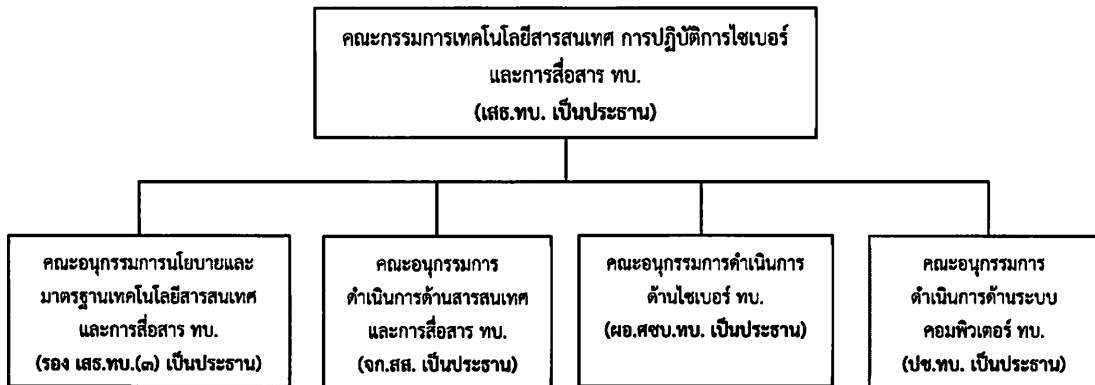 คณะกรรมการเทคโนโลยีสารสนเทศ การปฏิบัติการไซเบอร์
และการสื่อสาร ทบ.
(เสธ.ทบ. เป็นประธาน)
คณะอนุกรรมการนโยบายและ
มาตรฐานเทคโนโลยีสารสนเทศ
และการสื่อสาร ทบ.
(รอง เสธ.ทบ.(๓) เป็นประธาน)
คณะอนุกรรมการ
ดำเนินการด้านสารสนเทศ
และการสื่อสาร ทบ.
(จก.สส. เป็นประธาน)
คณะอนุกรรมการดำเนินการ
ด้านไซเบอร์ ทบ.
(ผอ.ศซบ.ทบ. เป็นประธาน)
คณะอนุกรรมการ
ดำเนินการด้านระบบ
คอมพิวเตอร์ ทบ.
(ปช.ทบ. เป็นประธาน)